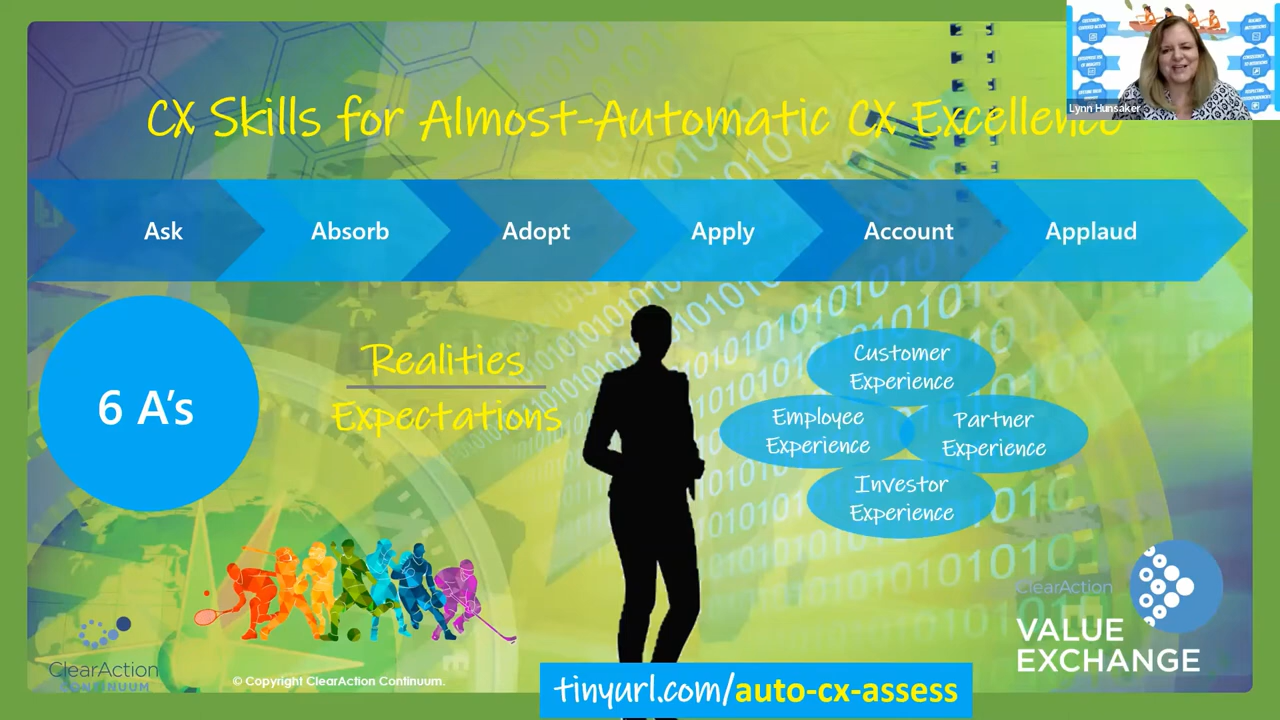 CX Skills for Almost-Automatic CX Excellence
Lynn Hunsaker
Ask
Absorb
Adopt
Apply
Account
Applaud
6 A's
Realities
Expectations
Customer
Experience
Employee
Experience
Partner
Experience
Investor
Experience
ClearAction
CONTINUUM
© Copyright ClearAction Continuum.
tinyurl.com/auto-cx-assess
ClearAction
VALUE
EXCHANGE